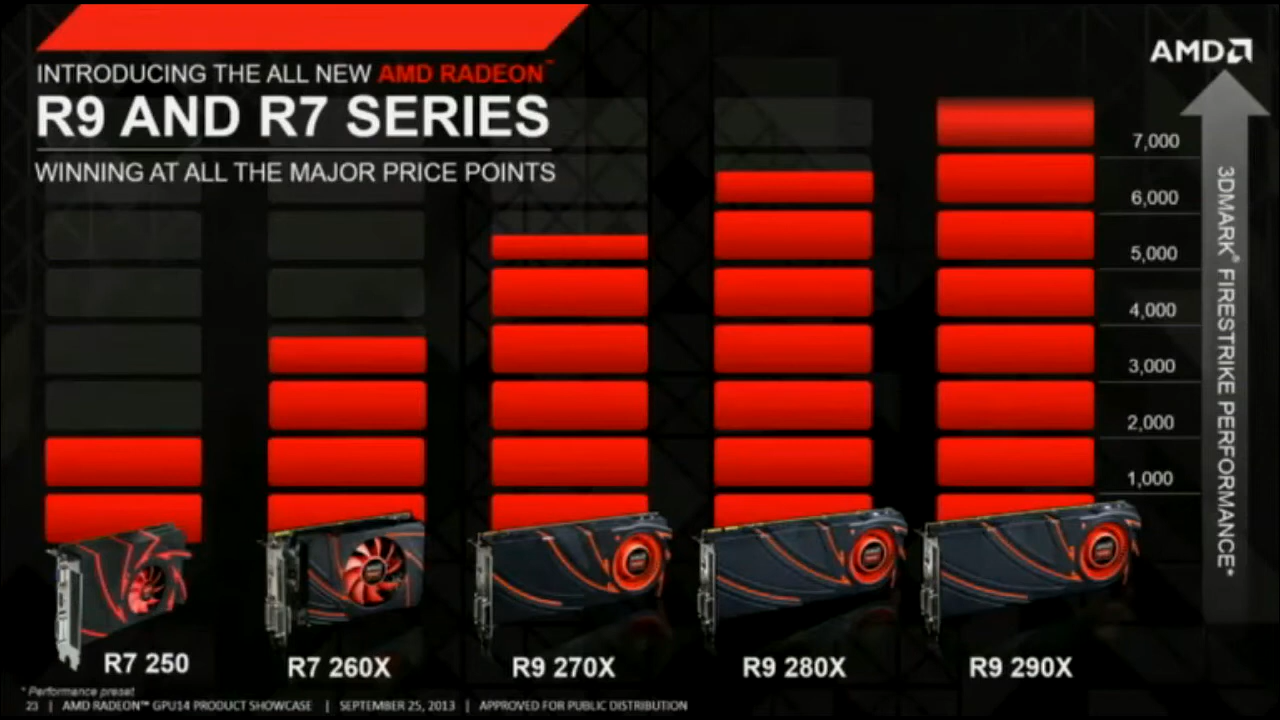 INTRODUCING THE ALL NEW AMD RADEON™
R9 AND R7 SERIES
WINNING AT ALL THE MAJOR PRICE POINTS
AMD
7,000
6,000
5,000
4,000
3,000
2,000
1,000
3DMARK® FIRESTRIKE PERFORMANCE*
R7 250
R7 260X
R9 270X
R9 280X
R9 290X
* Performance preset
23 | AMD RADEON™ GPU14 PRODUCT SHOWCASE | SEPTEMBER 25, 2013 | APPROVED FOR PUBLIC DISTRIBUTION